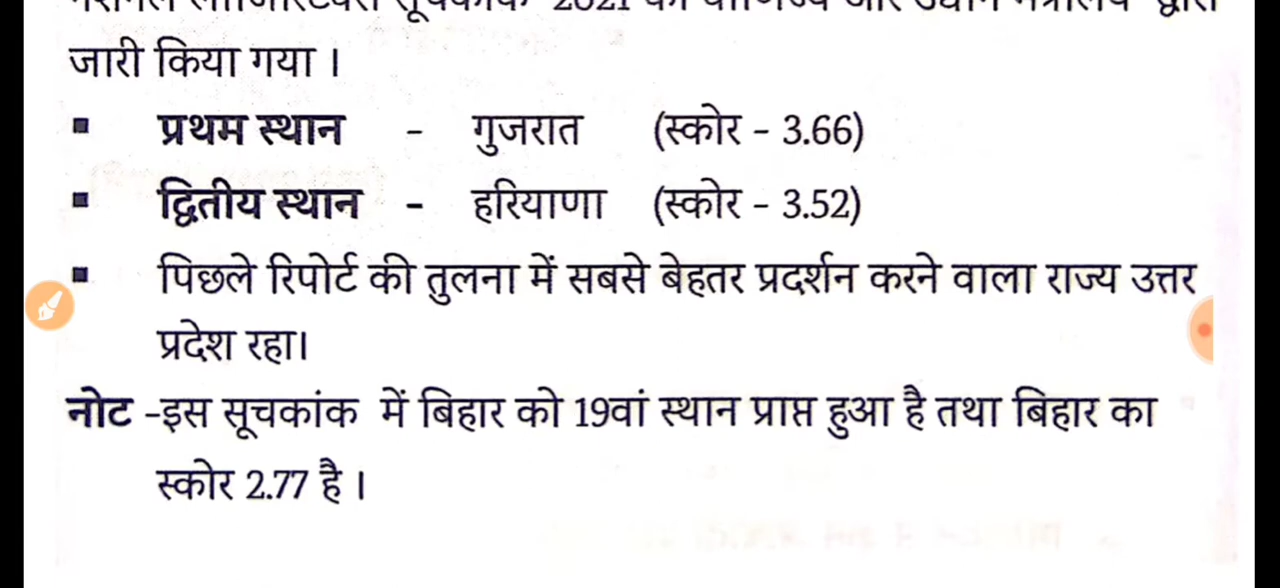 2021
जारी किया गया ।
▪ प्रथम स्थान - गुजरात (स्कोर - 3.66)
▪ द्वितीय स्थान - हरियाणा (स्कोर - 3.52)
▪ पिछले रिपोर्ट की तुलना में सबसे बेहतर प्रदर्शन करने वाला राज्य उत्तर
प्रदेश रहा।
नोट -इस सूचकांक में बिहार को 19वां स्थान प्राप्त हुआ है तथा बिहार का
स्कोर 2.77 है ।